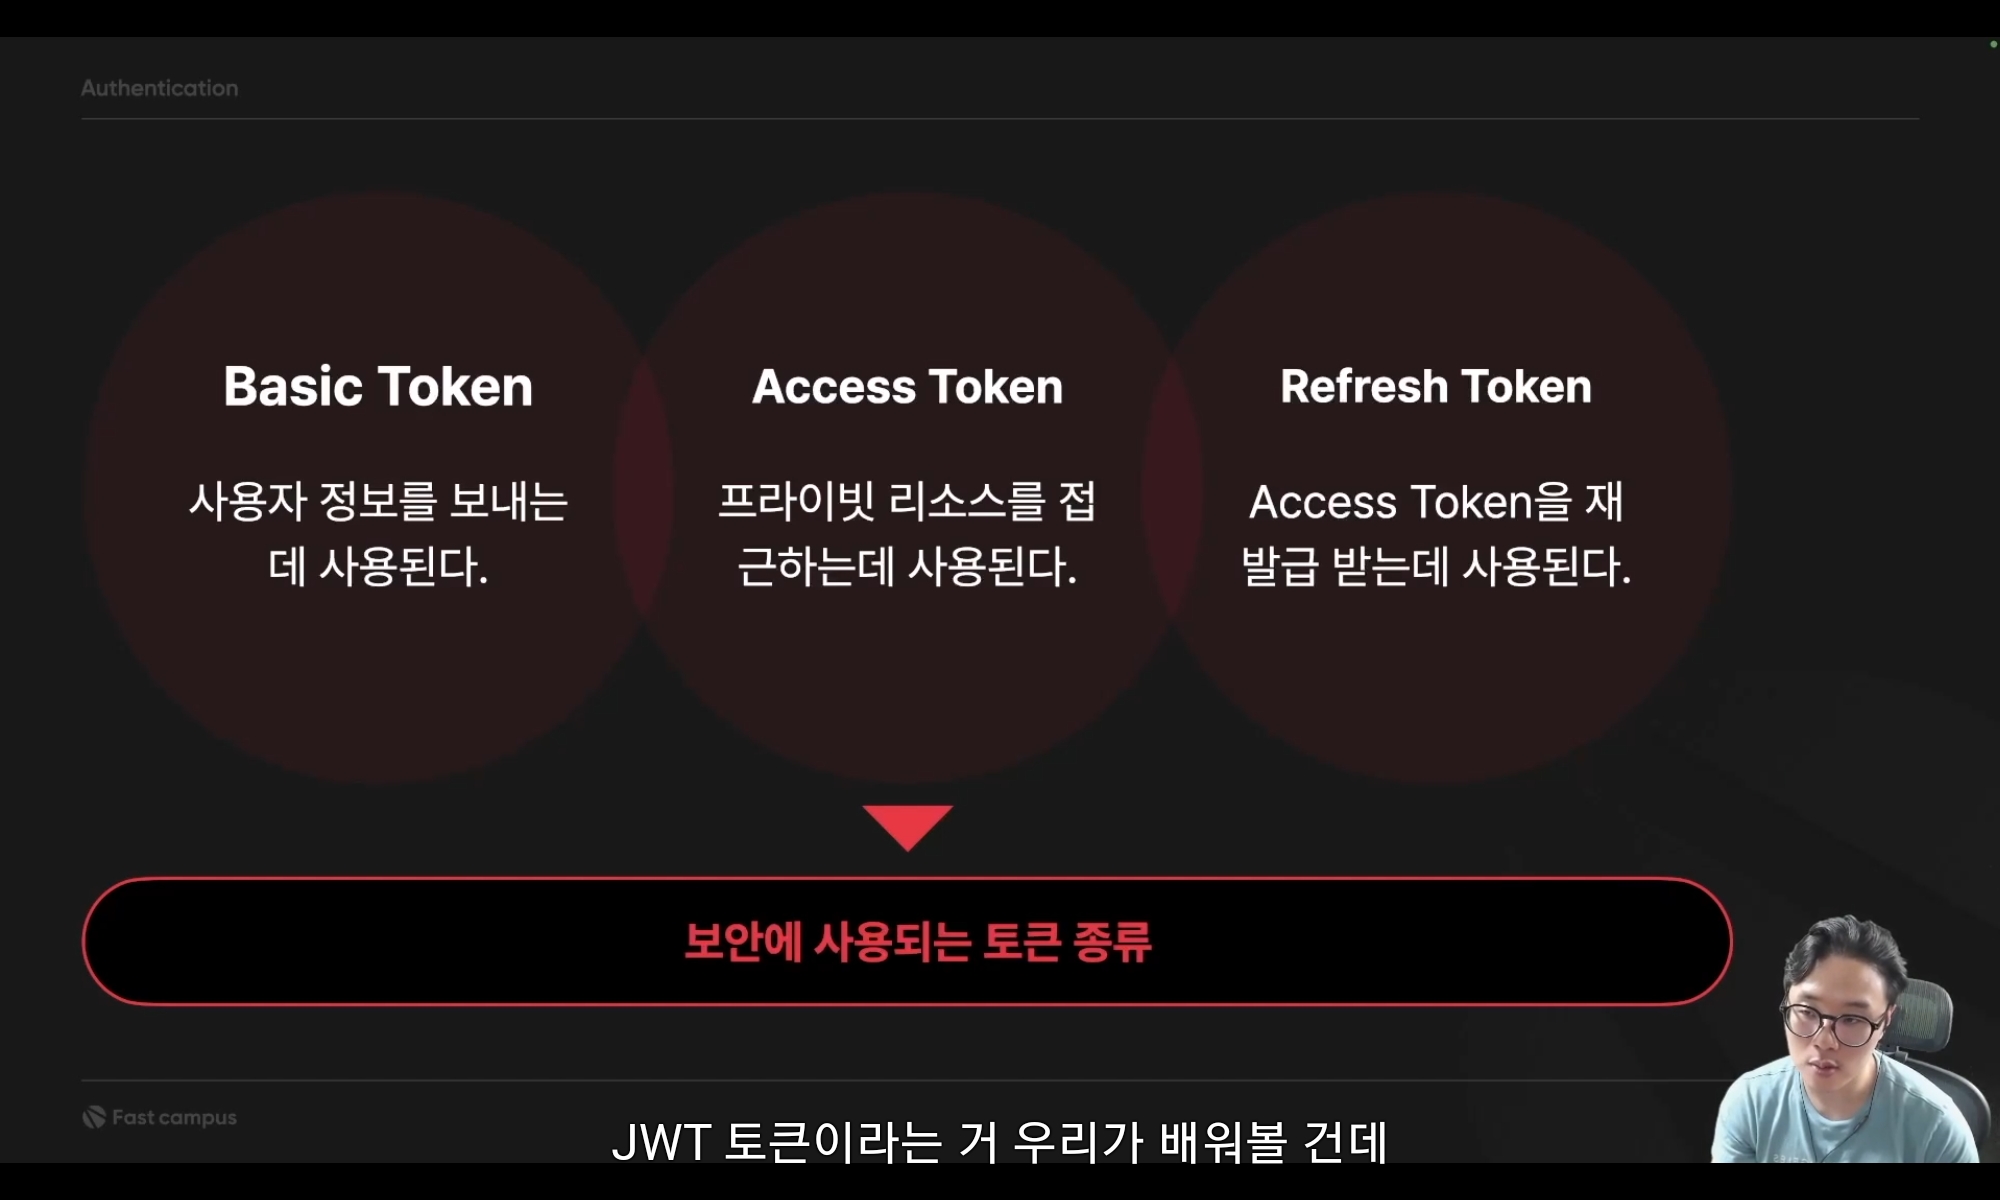 Authentication
Basic Token
사용자 정보를 보내는
데 사용된다.
Access Token
프라이빗 리소스를 접
근하는데 사용된다.
Refresh Token
Access Token을 재
발급 받는데 사용된다.
보안에 사용되는 토큰 종류
Fast campus
JWT 토큰이라는 거 우리가 배워볼 건데